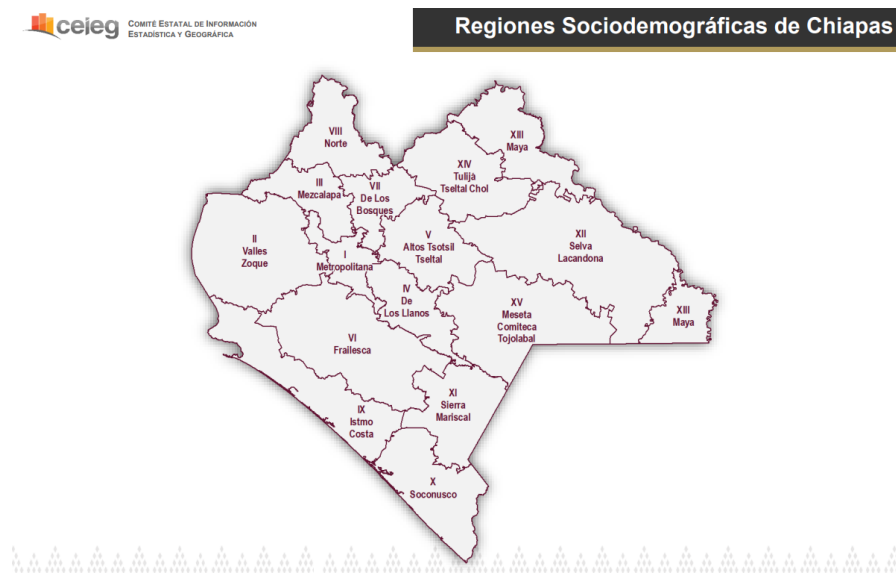 ceieg
COMITÉ ESTATAL DE INFORMACIÓN
ESTADÍSTICA Y GEOGRÁFICA
Regiones Sociodemográficas de Chiapas
VIII
Norte
XIII
Maya
XIV
Tulijá
Tseltal Chol
III
Mezcalapa
VII
De Los
Bosques
II
Valles
Zoque
I
Metropolitana
V
Altos Tsotsil
Tseltal
XII
Selva
Lacandona
IV
De
Los Llanos
XV
Meseta
Comiteca
Tojolabal
XIII
Maya
VI
Frailesca
XI
Sierra
Mariscal
IX
Istmo
Costa
X
Soconusco